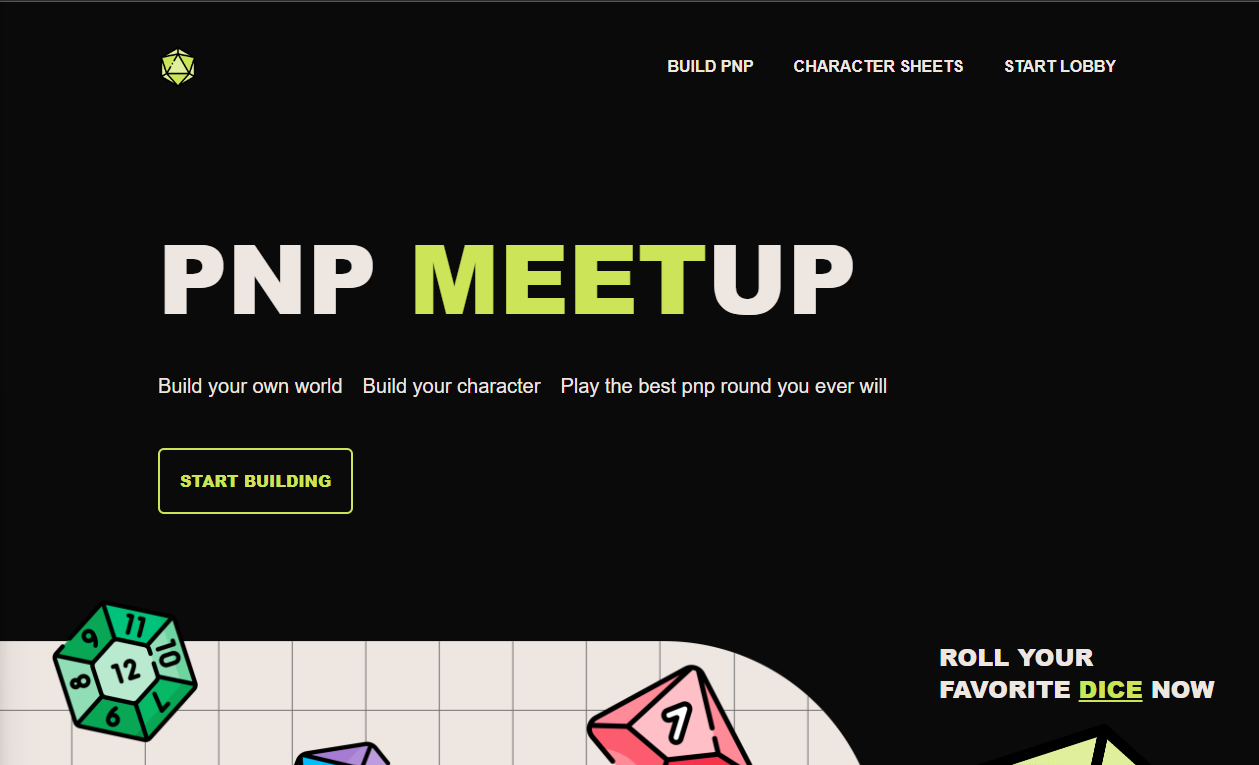 BUILD PNP CHARACTER SHEETS START LOBBY
PNP MEETUP
Build your own world Build your character Play the best pnp round you ever will
START BUILDING
11
9
10
12
8
7
6
ROLL YOUR
FAVORITE DICE NOW
7